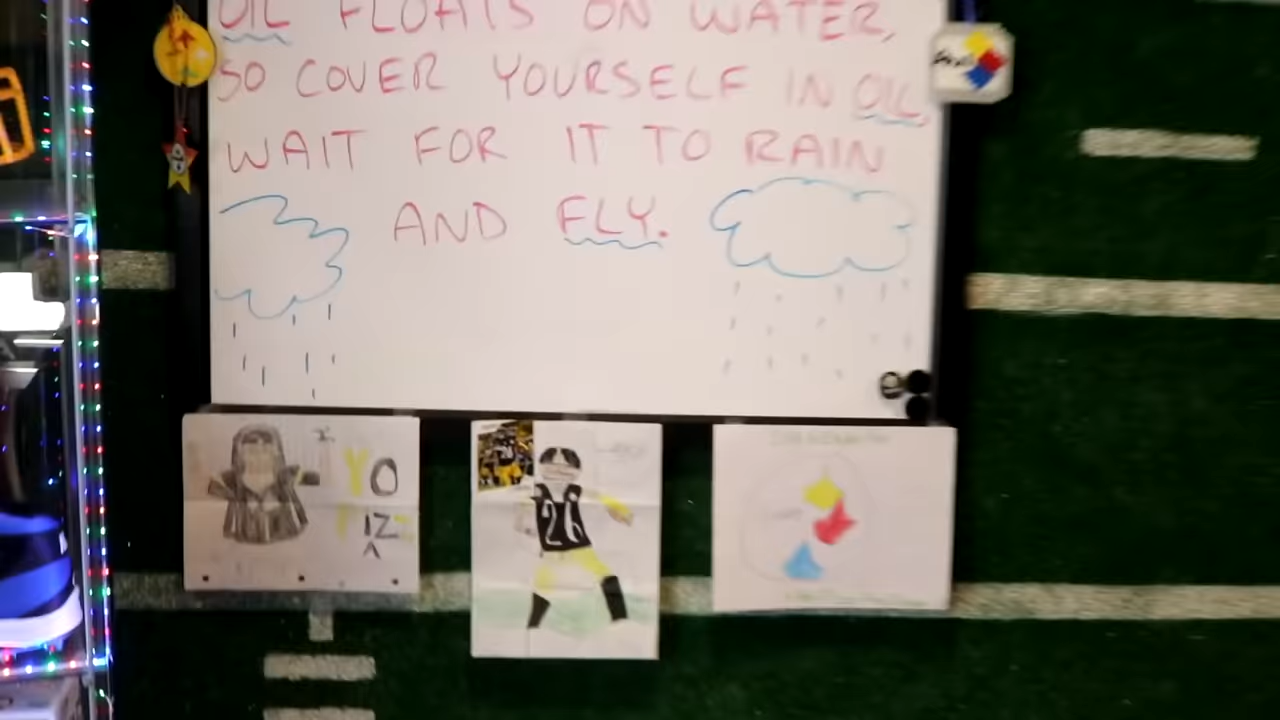 OIL FLOATS ON WATER,
SO COVER YOURSELF IN OIL,
WAIT FOR IT TO RAIN
AND FLY.
YO
26